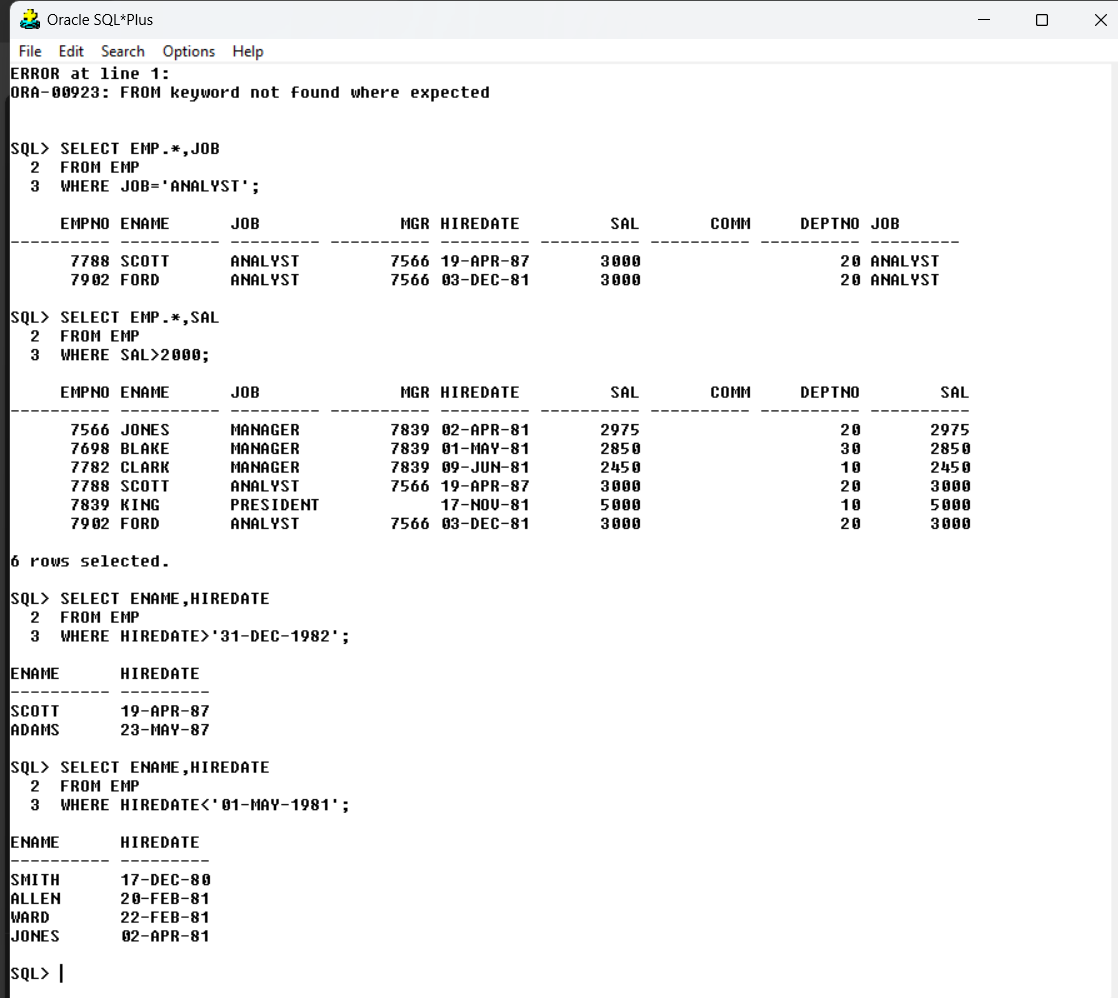 Oracle SQL*Plus
File Edit Search Options Help
ERROR at line 1:
ORA-00923: FROM keyword not found where expected
SQL> SELECT EMP.*,JOB
  2  FROM EMP
  3  WHERE JOB='ANALYST';
     EMPNO ENAME      JOB              MGR HIREDATE         SAL       COMM     DEPTNO JOB
---------- ---------- --------- ---------- --------- ---------- ---------- ---------- ---------
      7788 SCOTT      ANALYST         7566 19-APR-87       3000                    20 ANALYST
      7902 FORD       ANALYST         7566 03-DEC-81       3000                    20 ANALYST
SQL> SELECT EMP.*,SAL
  2  FROM EMP
  3  WHERE SAL>2000;
     EMPNO ENAME      JOB              MGR HIREDATE         SAL       COMM     DEPTNO        SAL
---------- ---------- --------- ---------- --------- ---------- ---------- ---------- ----------
      7566 JONES      MANAGER         7839 02-APR-81       2975                    20       2975
      7698 BLAKE      MANAGER         7839 01-MAY-81       2850                    30       2850
      7782 CLARK      MANAGER         7839 09-JUN-81       2450                    10       2450
      7788 SCOTT      ANALYST         7566 19-APR-87       3000                    20       3000
      7839 KING       PRESIDENT            17-NOV-81       5000                    10       5000
      7902 FORD       ANALYST         7566 03-DEC-81       3000                    20       3000
6 rows selected.
SQL> SELECT ENAME,HIREDATE
  2  FROM EMP
  3  WHERE HIREDATE>'31-DEC-1982';
ENAME      HIREDATE
---------- ---------
SCOTT      19-APR-87
ADAMS      23-MAY-87
SQL> SELECT ENAME,HIREDATE
  2  FROM EMP
  3  WHERE HIREDATE<'01-MAY-1981';
ENAME      HIREDATE
---------- ---------
SMITH      17-DEC-80
ALLEN      20-FEB-81
WARD       22-FEB-81
JONES      02-APR-81
SQL>